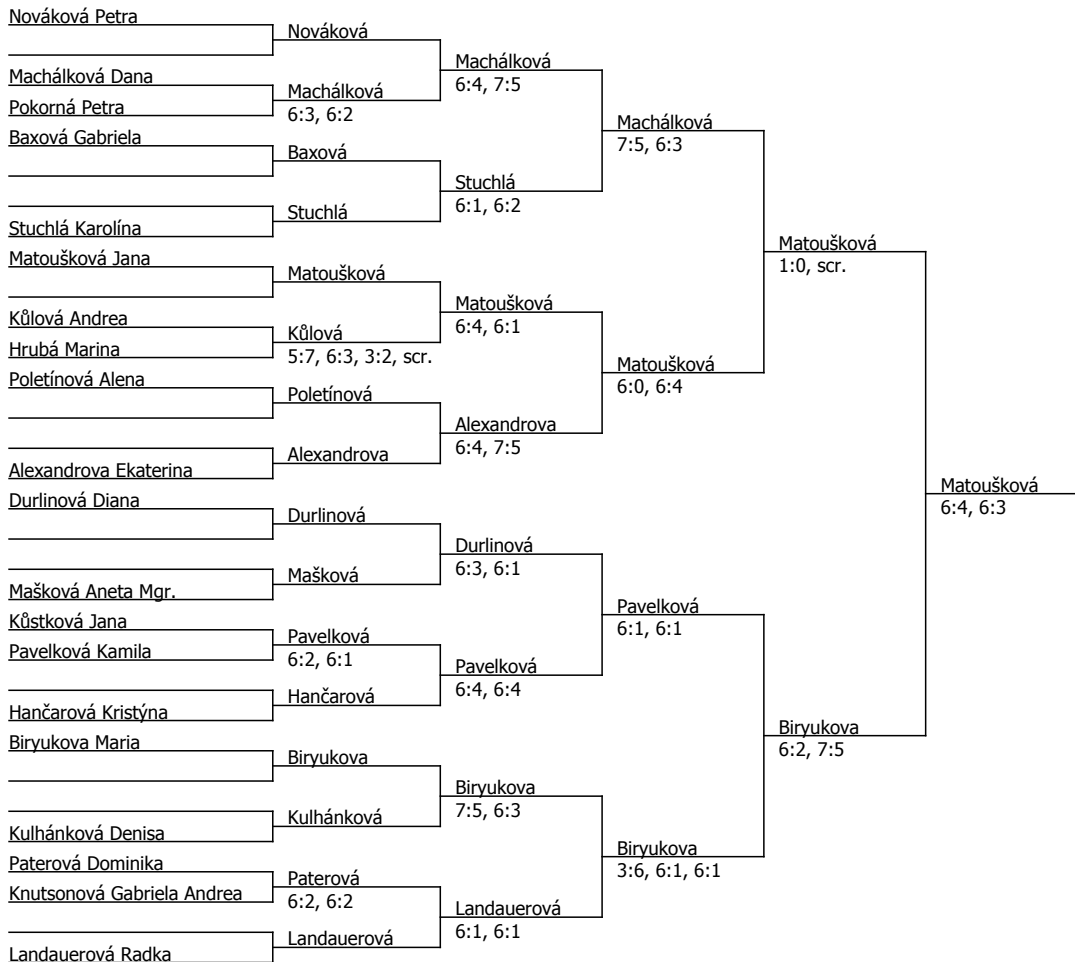 Nováková Petra
Machálková Dana
Pokorná Petra
Baxová Gabriela
Stuchlá Karolína
Matoušková Jana
Kůlová Andrea
Hrubá Marina
Poletínová Alena
Alexandrova Ekaterina
Durlinová Diana
Mašková Aneta Mgr.
Kůstková Jana
Pavelková Kamila
Hančarová Kristýna
Biryukova Maria
Kulhánková Denisa
Paterová Dominika
Knutsonová Gabriela Andrea
Landauerová Radka
Nováková
Machálková
6:3, 6:2
Baxová
Stuchlá
Matoušková
Kůlová
5:7, 6:3, 3:2, scr.
Poletínová
Alexandrova
Durlinová
Mašková
Pavelková
6:2, 6:1
Hančarová
Biryukova
Kulhánková
Paterová
6:2, 6:2
Landauerová
Machálková
6:4, 7:5
Stuchlá
6:1, 6:2
Matoušková
6:4, 6:1
Alexandrova
6:4, 7:5
Durlinová
6:3, 6:1
Pavelková
6:4, 6:4
Biryukova
7:5, 6:3
Landauerová
6:1, 6:1
Machálková
7:5, 6:3
Matoušková
6:0, 6:4
Pavelková
6:1, 6:1
Biryukova
3:6, 6:1, 6:1
Matoušková
1:0, scr.
Biryukova
6:2, 7:5
Matoušková
6:4, 6:3